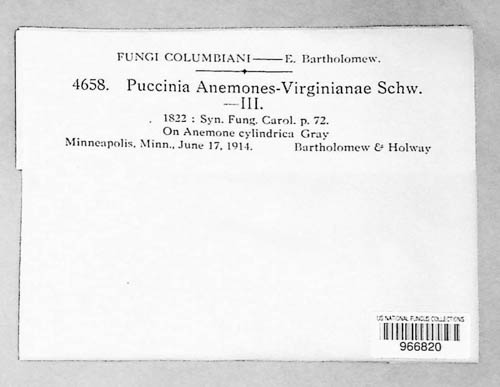 FUNGI COLUMBIANI—E. Bartholomew.
4658. Puccinia Anemones-Virginianae Schw.
—III.
1822 : Syn. Fung. Carol. p. 72.
On Anemone cylindrica Gray
Minneapolis, Minn., June 17, 1914. Bartholomew & Holway
US NATIONAL FUNGUS COLLECTIONS
966820